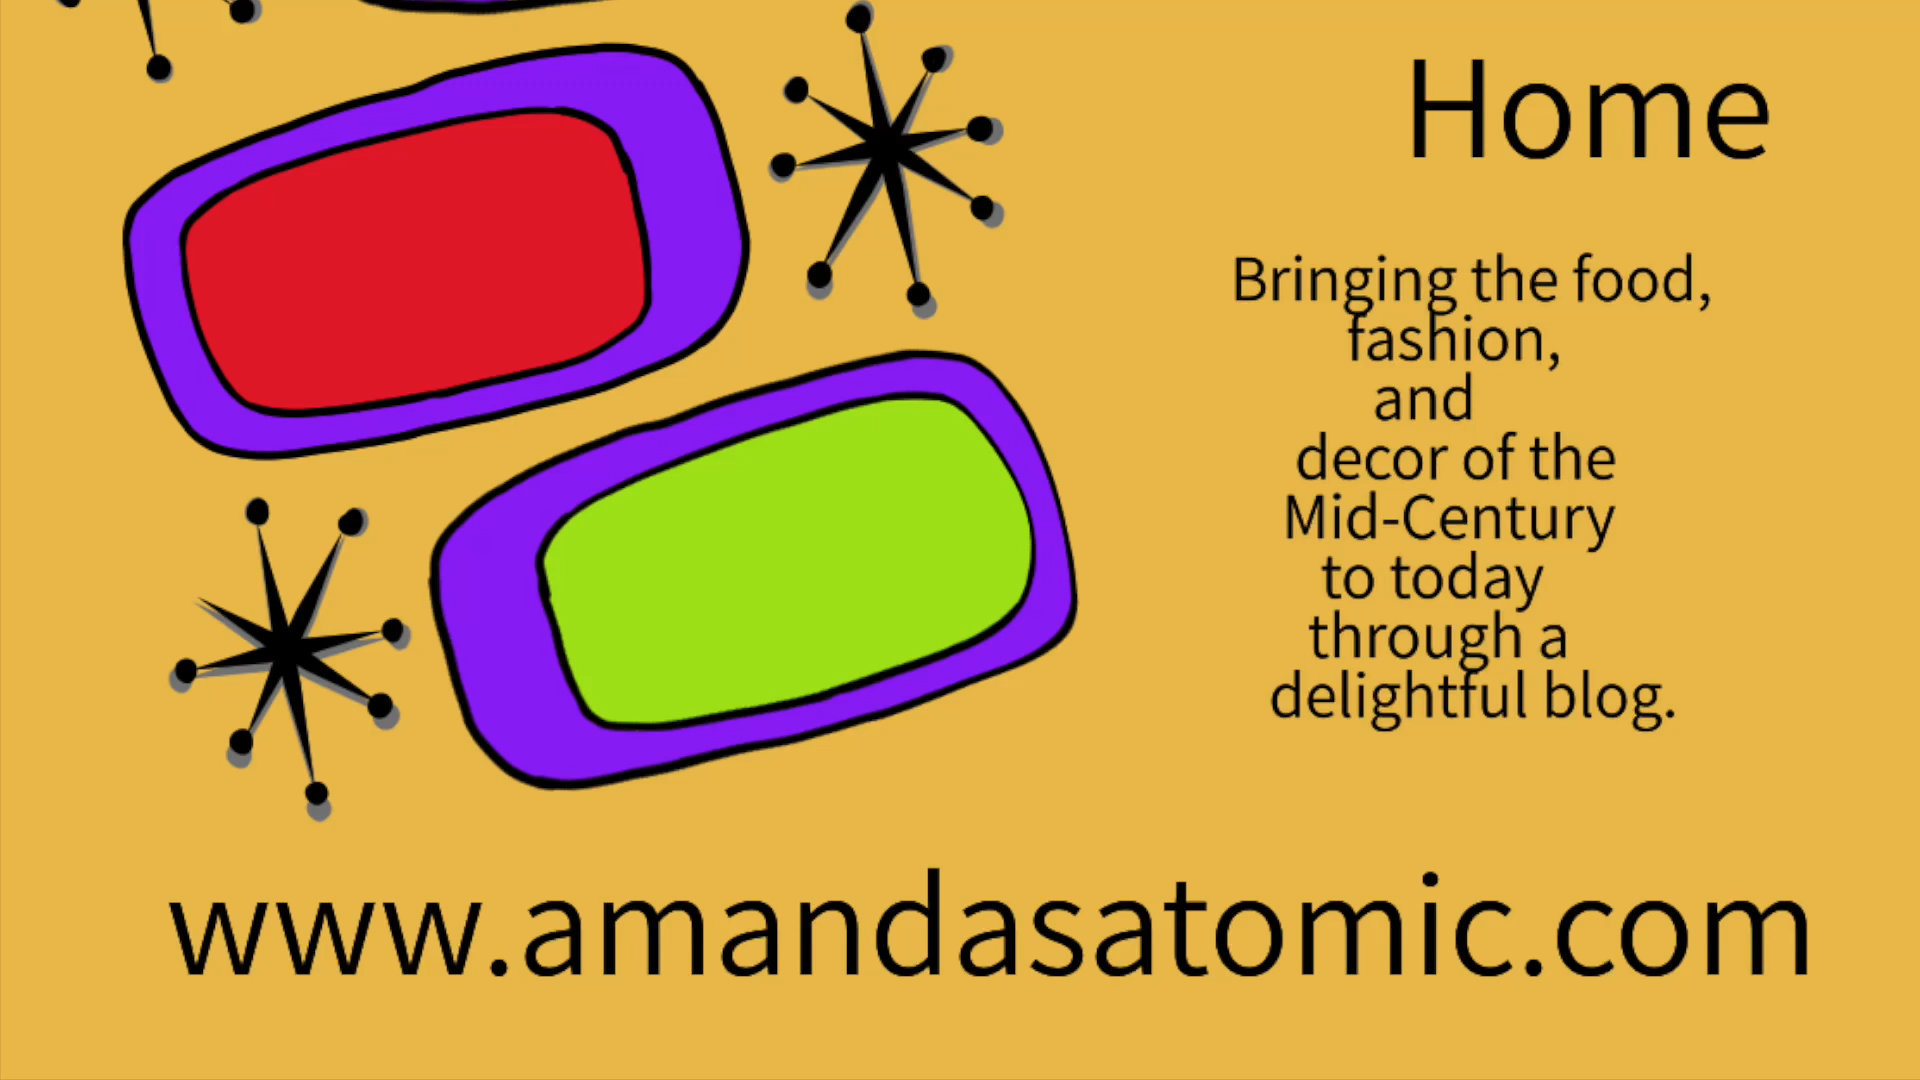 Home
Bringing the food,
fashion,
and
decor of the
Mid-Century
to today
through a
delightful blog.
www.amandasatomic.com